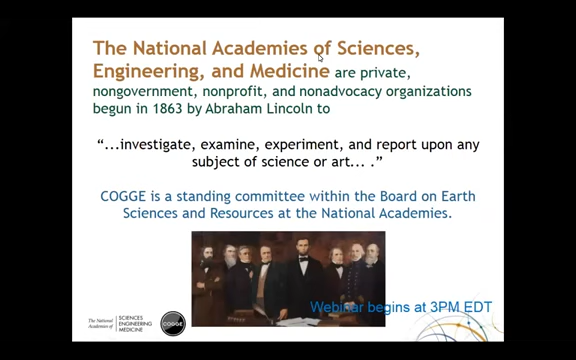 The National Academies of Sciences,
Engineering, and Medicine are private,
nongovernment, nonprofit, and nonadvocacy organizations
begun in 1863 by Abraham Lincoln to
“...investigate, examine, experiment, and report upon any
subject of science or art... .”
COGGE is a standing committee within the Board on Earth
Sciences and Resources at the National Academies.
Webinar begins at 3PM EDT
The National
Academies of
SCIENCES
ENGINEERING
MEDICINE
COGGE